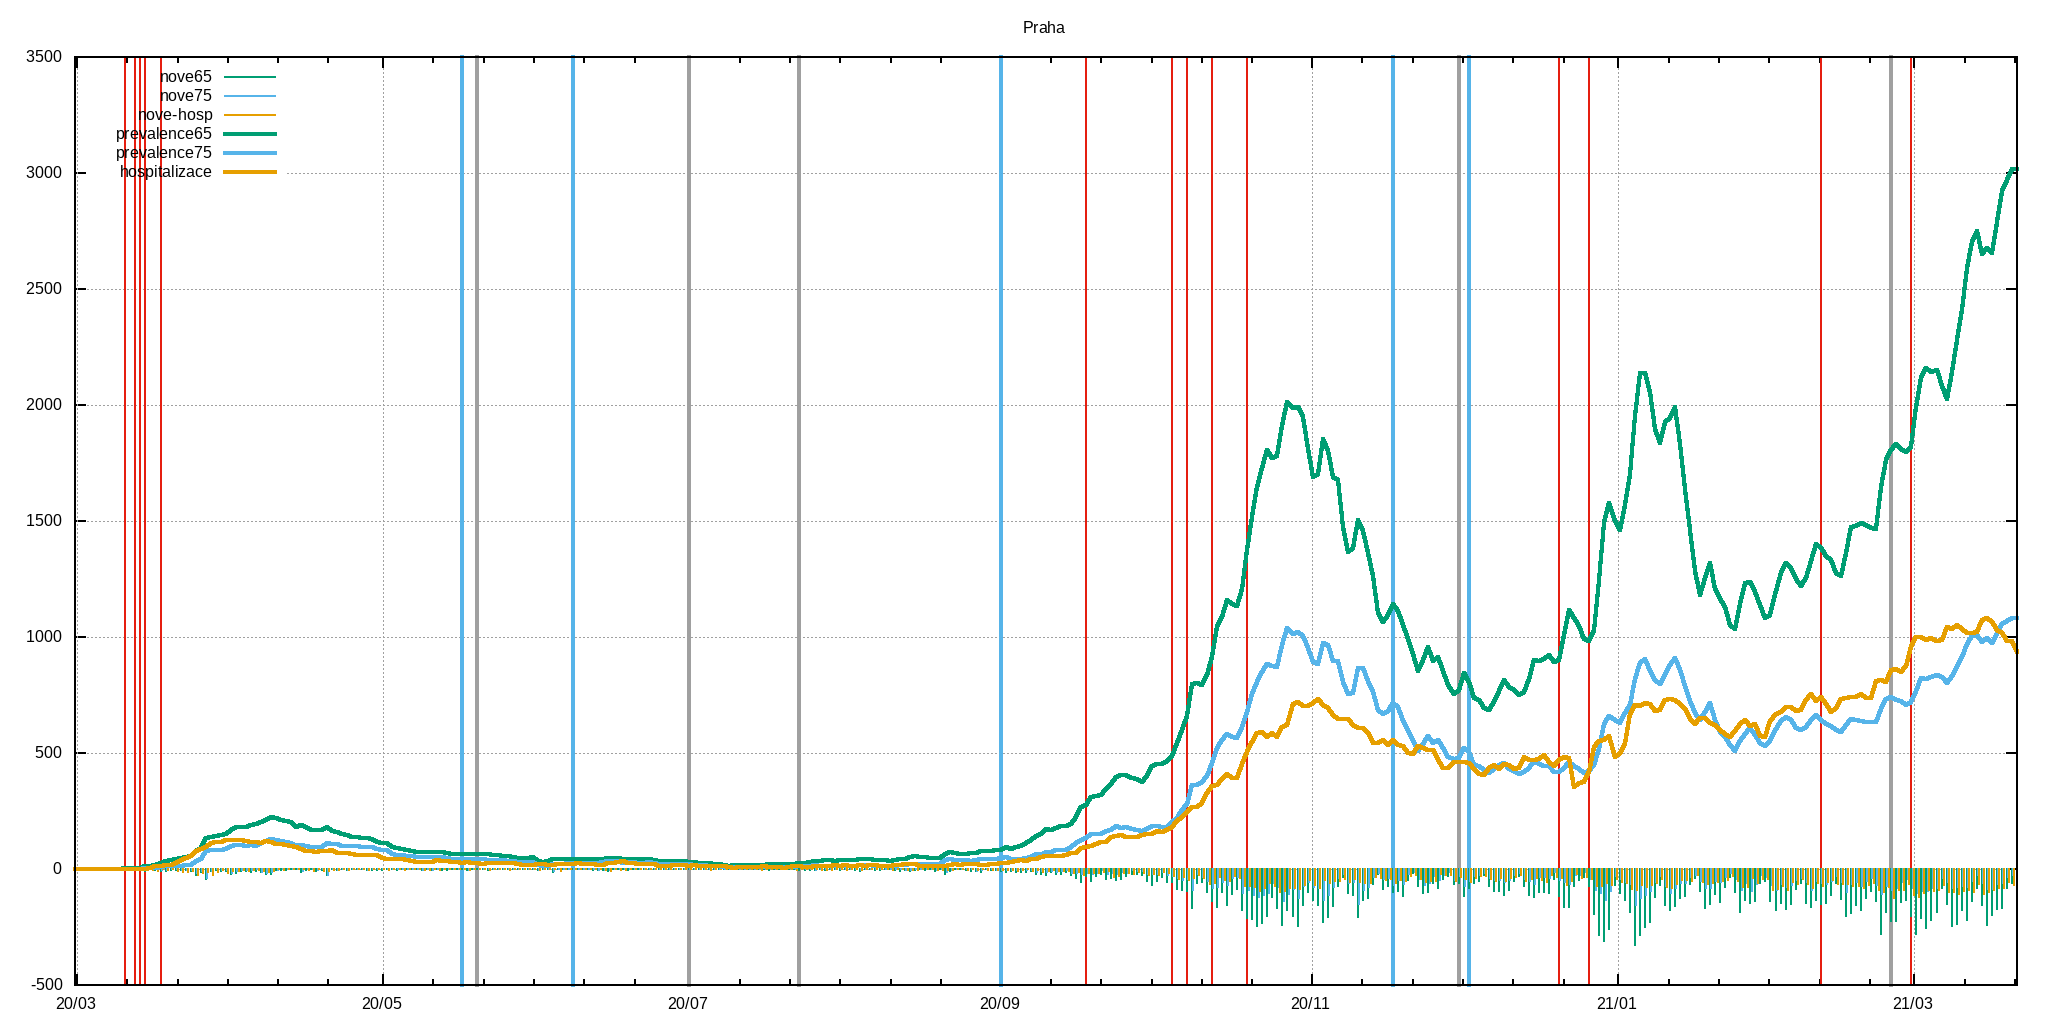 Praha
3500
3000
2500
2000
1500
1000
500
0
-500
nove65
nove75
nove-hosp
prevalence65
prevalence75
hospitalizace
20/03 20/05 20/07 20/09 20/11 21/01 21/03